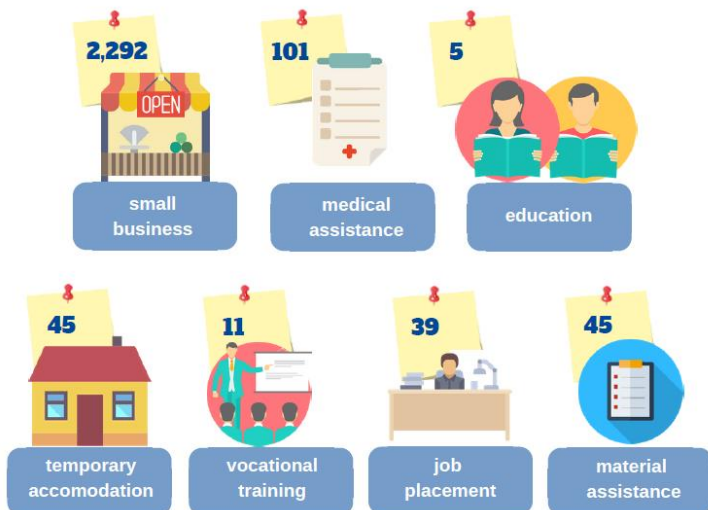 2,292
101
5
OPEN
small
business
medical
assistance
education
45
11
39
45
temporary
accomodation
vocational
training
job
placement
material
assistance